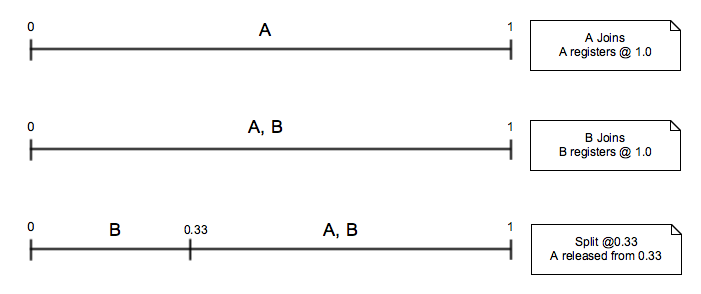 0
A
1
A Joins
A registers @ 1.0
0
A, B
1
B Joins
B registers @ 1.0
0
B
0.33
A, B
1
Split @0.33
A released from 0.33